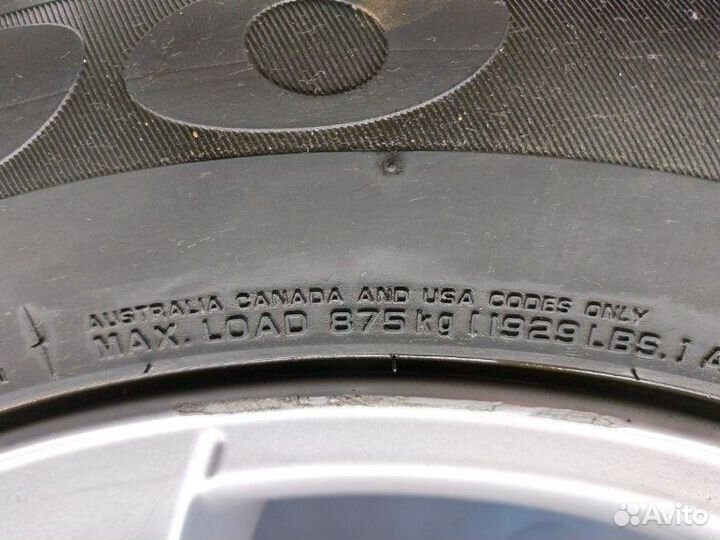 AUSTRALIA CANADA AND USA CODES ONLY
MAX. LOAD 875 kg [1929 LBS.] A
Avito